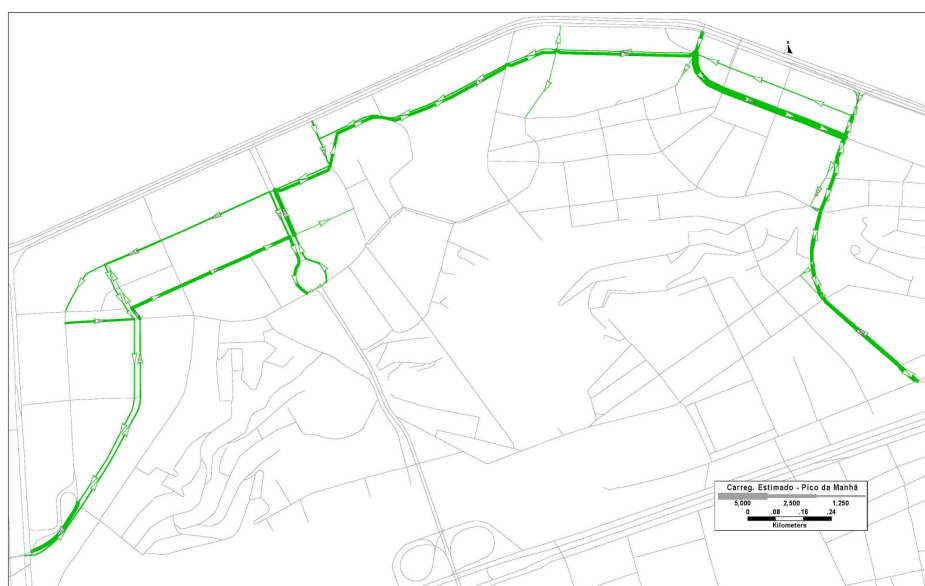 N
Carreg. Estimado - Pico da Manhã
5,000 2,500 1,250
0 .08 .16 .24
Kilometers